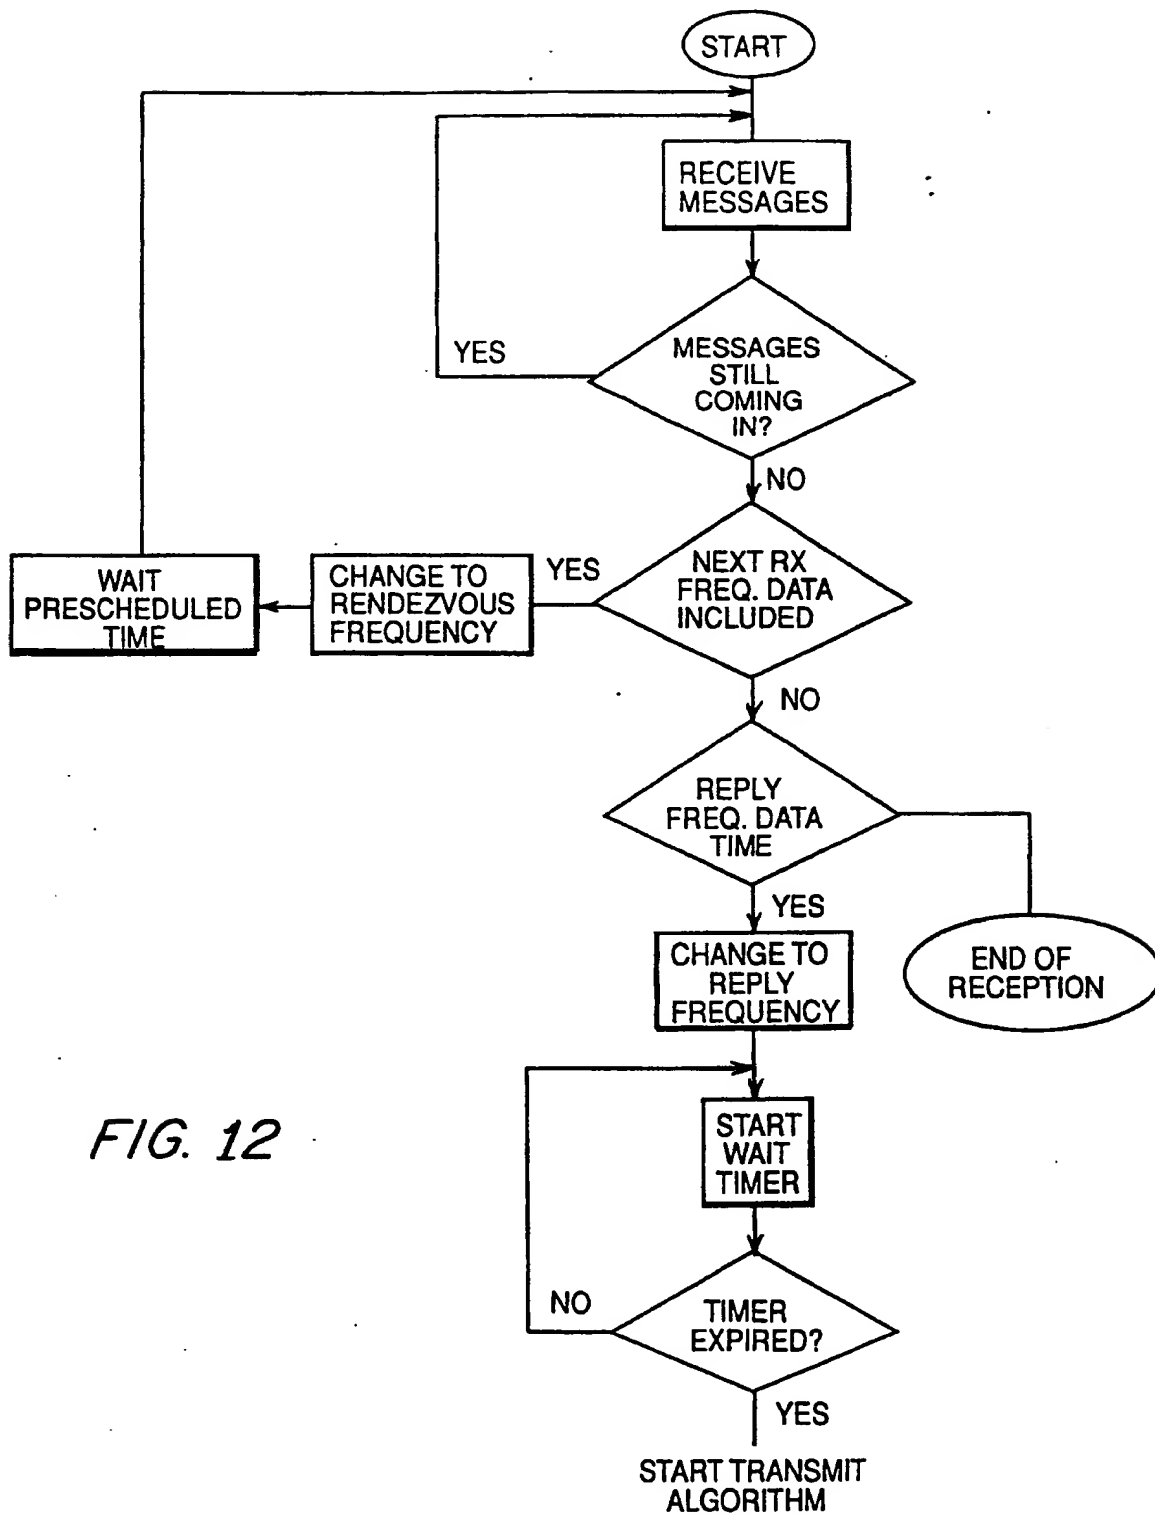 START
RECEIVE
MESSAGES
YES
MESSAGES
STILL
COMING
IN?
NO
WAIT
PRESCHEDULED
TIME
CHANGE TO
RENDEZVOUS
FREQUENCY
YES
NEXT RX
FREQ. DATA
INCLUDED
NO
REPLY
FREQ. DATA
TIME
YES
CHANGE TO
REPLY
FREQUENCY
END OF
RECEPTION
FIG. 12
START
WAIT
TIMER
NO
TIMER
EXPIRED?
YES
START TRANSMIT
ALGORITHM